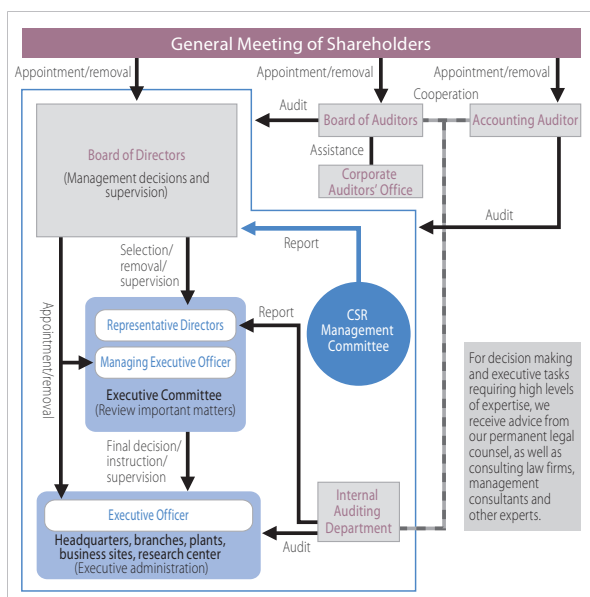 General Meeting of Shareholders
Appointment/removal
Appointment/removal
Appointment/removal
Cooperation
Audit
Board of Auditors
Accounting Auditor
Board of Directors
(Management decisions and
supervision)
Assistance
Corporate
Auditors' Office
Audit
Report
Selection/
removal/
supervision
Appointment/removal
Report
CSR
Management
Committee
Representative Directors
Managing Executive Officer
Executive Committee
(Review important matters)
For decision making
and executive tasks
requiring high levels
of expertise, we
receive advice from
our permanent legal
counsel, as well as
consulting law firms,
management
consultants and
other experts.
Final decision/
instruction/
supervision
Internal
Auditing
Department
Executive Officer
Headquarters, branches, plants,
business sites, research center
(Executive administration)
Audit